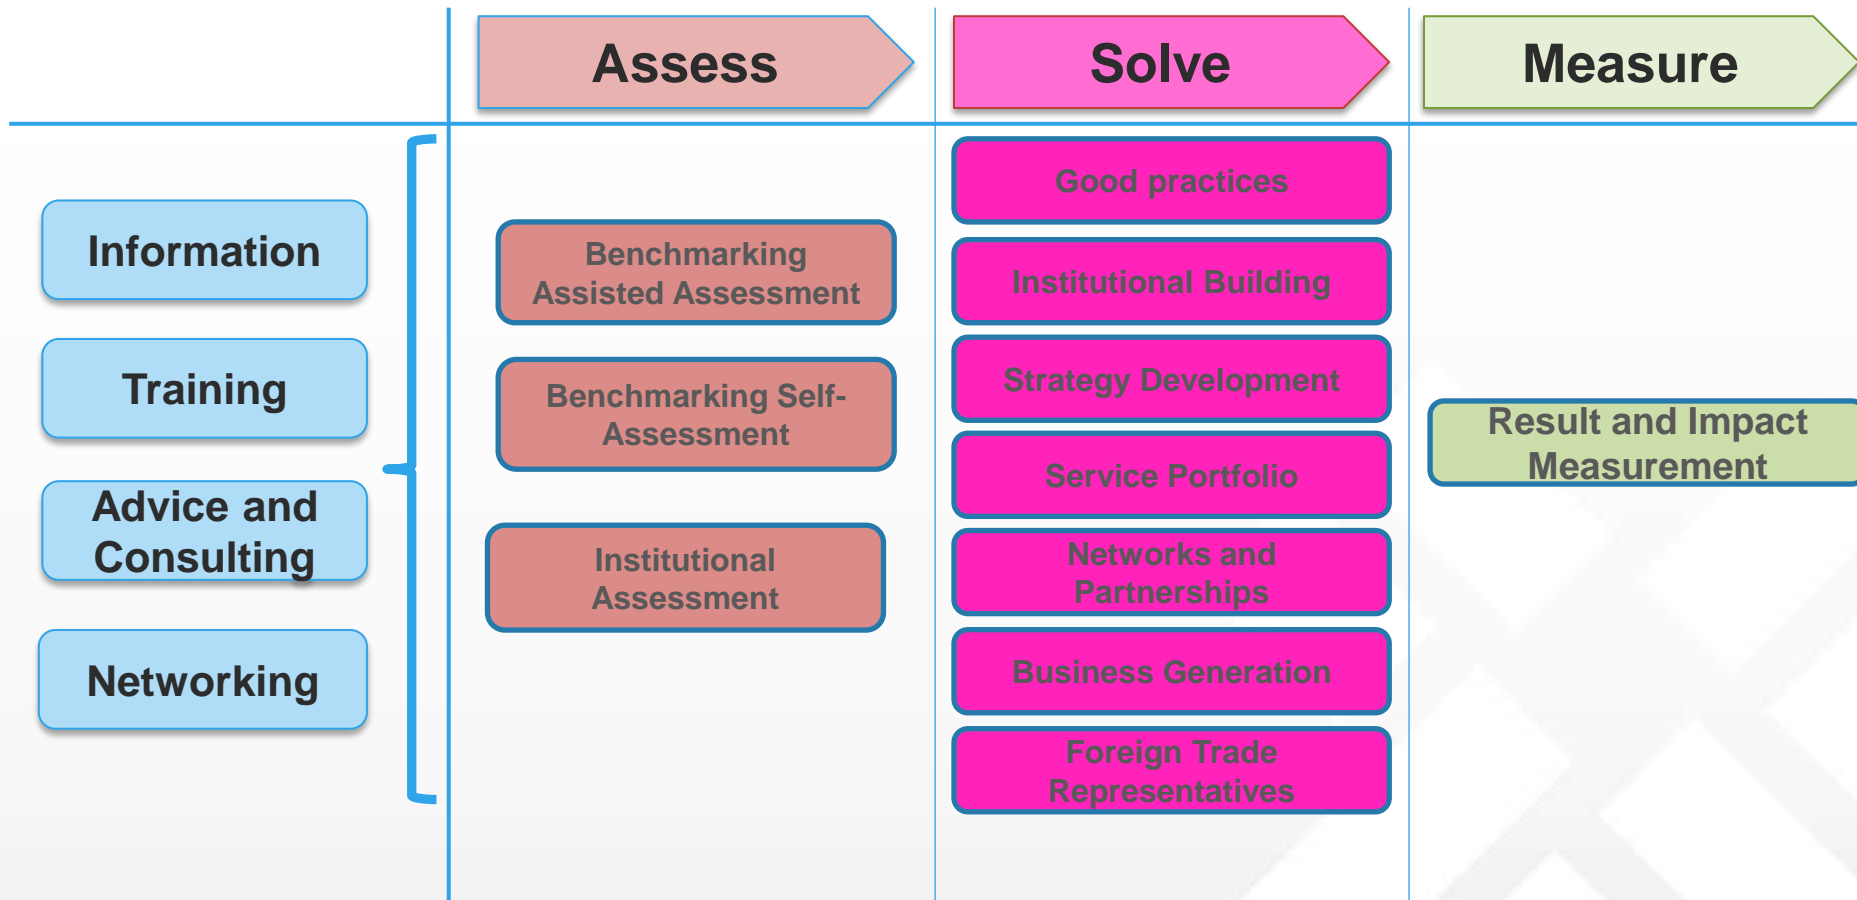 Assess
Solve
Measure
Information
Training
Advice and
Consulting
Networking
Benchmarking
Assisted Assessment
Benchmarking Self-
Assessment
Institutional
Assessment
Good practices
Institutional Building
Strategy Development
Service Portfolio
Networks and
Partnerships
Business Generation
Foreign Trade
Representatives
Result and Impact
Measurement